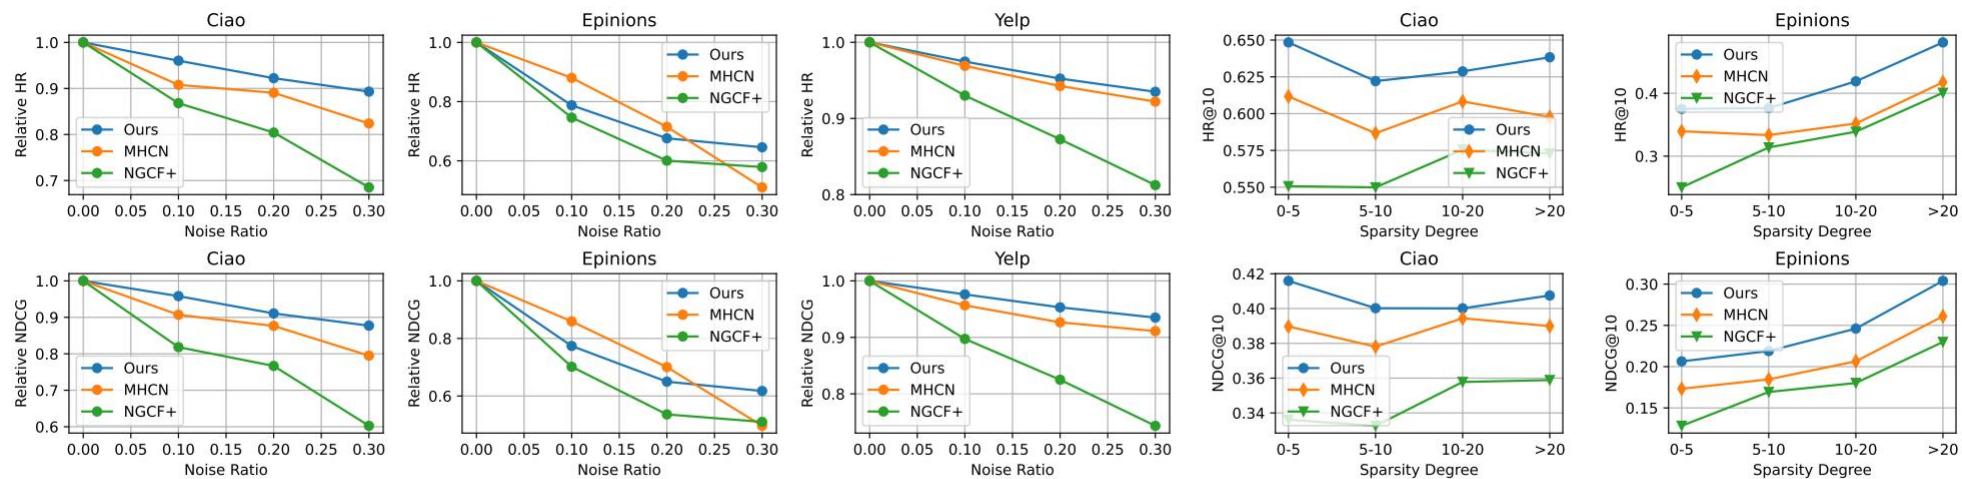 Ciao
Relative HR
1.0
0.9
0.8
0.7
Ours
MHCN
NGCF+
0.00 0.05 0.10 0.15 0.20 0.25 0.30
Noise Ratio
Epinions
Relative HR
1.0
0.8
0.6
Ours
MHCN
NGCF+
0.00 0.05 0.10 0.15 0.20 0.25 0.30
Noise Ratio
Yelp
Relative HR
1.0
0.9
0.8
Ours
MHCN
NGCF+
0.00 0.05 0.10 0.15 0.20 0.25 0.30
Noise Ratio
Ciao
HR@10
0.650
0.625
0.600
0.575
0.550
Ours
MHCN
NGCF+
0-5 5-10 10-20 >20
Sparsity Degree
Epinions
HR@10
0.4
0.3
Ours
MHCN
NGCF+
0-5 5-10 10-20 >20
Sparsity Degree
Ciao
Relative NDCG
1.0
0.9
0.8
0.7
0.6
Ours
MHCN
NGCF+
0.00 0.05 0.10 0.15 0.20 0.25 0.30
Noise Ratio
Epinions
Relative NDCG
1.0
0.8
0.6
Ours
MHCN
NGCF+
0.00 0.05 0.10 0.15 0.20 0.25 0.30
Noise Ratio
Yelp
Relative NDCG
1.0
0.9
0.8
Ours
MHCN
NGCF+
0.00 0.05 0.10 0.15 0.20 0.25 0.30
Noise Ratio
Ciao
NDCG@10
0.42
0.40
0.38
0.36
0.34
Ours
MHCN
NGCF+
0-5 5-10 10-20 >20
Sparsity Degree
Epinions
NDCG@10
0.30
0.25
0.20
0.15
Ours
MHCN
NGCF+
0-5 5-10 10-20 >20
Sparsity Degree